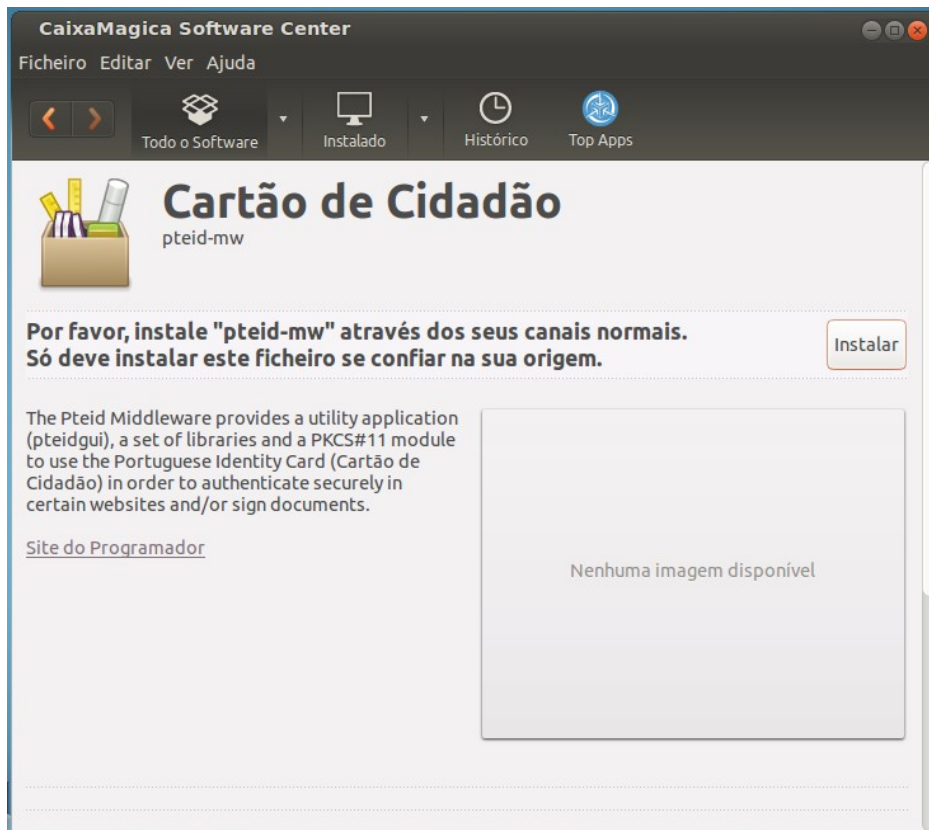 CaixaMagica Software Center
Ficheiro Editar Ver Ajuda
Todo o Software
Instalado
Histórico
Top Apps
Cartão de Cidadão
pteid-mw
Por favor, instale "pteid-mw" através dos seus canais normais.
Só deve instalar este ficheiro se confiar na sua origem.
Instalar
The Pteid Middleware provides a utility application
(pteidgui), a set of libraries and a PKCS#11 module
to use the Portuguese Identity Card (Cartão de
Cidadão) in order to authenticate securely in
certain websites and/or sign documents.
Site do Programador
Nenhuma imagem disponível